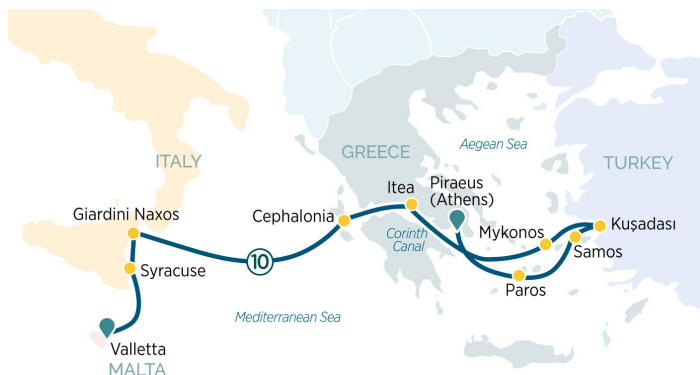 Aegean Sea
GREECE
ITALY
TURKEY
Itea
Piraeus
(Athens)
Giardini Naxos
Cephalonia
Corinth
Canal
Mykonos
Kuşadası
Samos
10
Syracuse
Paros
Mediterranean Sea
Valletta
MALTA